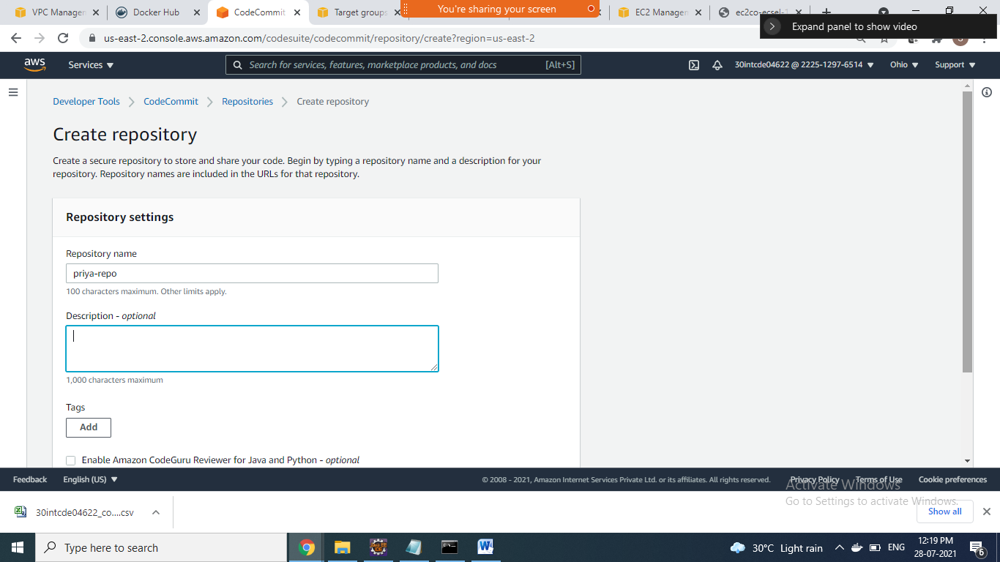 VPC Managem
Docker Hub
CodeCommit
Target groups
You're sharing your screen
EC2 Managem
ec2co-ecsel-1
Expand panel to show video
us-east-2.console.aws.amazon.com/codesuite/codecommit/repository/create?region=us-east-2
aws
Services
Search for services, features, marketplace products, and docs
[Alt+S]
30intcde04622 @ 2225-1297-6514
Ohio
Support
Developer Tools
CodeCommit
Repositories
Create repository
Create repository
Create a secure repository to store and share your code. Begin by typing a repository name and a description for your
repository. Repository names are included in the URLs for that repository.
Repository settings
Repository name
priya-repo
100 characters maximum. Other limits apply.
Description - optional
1,000 characters maximum
Tags
Add
Enable Amazon CodeGuru Reviewer for Java and Python - optional
Feedback
English (US)
© 2008 - 2021, Amazon Internet Services Private Ltd. or its affiliates. All rights reserved.
Privacy Policy
Terms of Use
Cookie preferences
Activate Windows
Go to Settings to activate Windows.
30intcde04622_co....csv
Show all
Type here to search
30°C Light rain
ENG
12:19 PM
28-07-2021
6